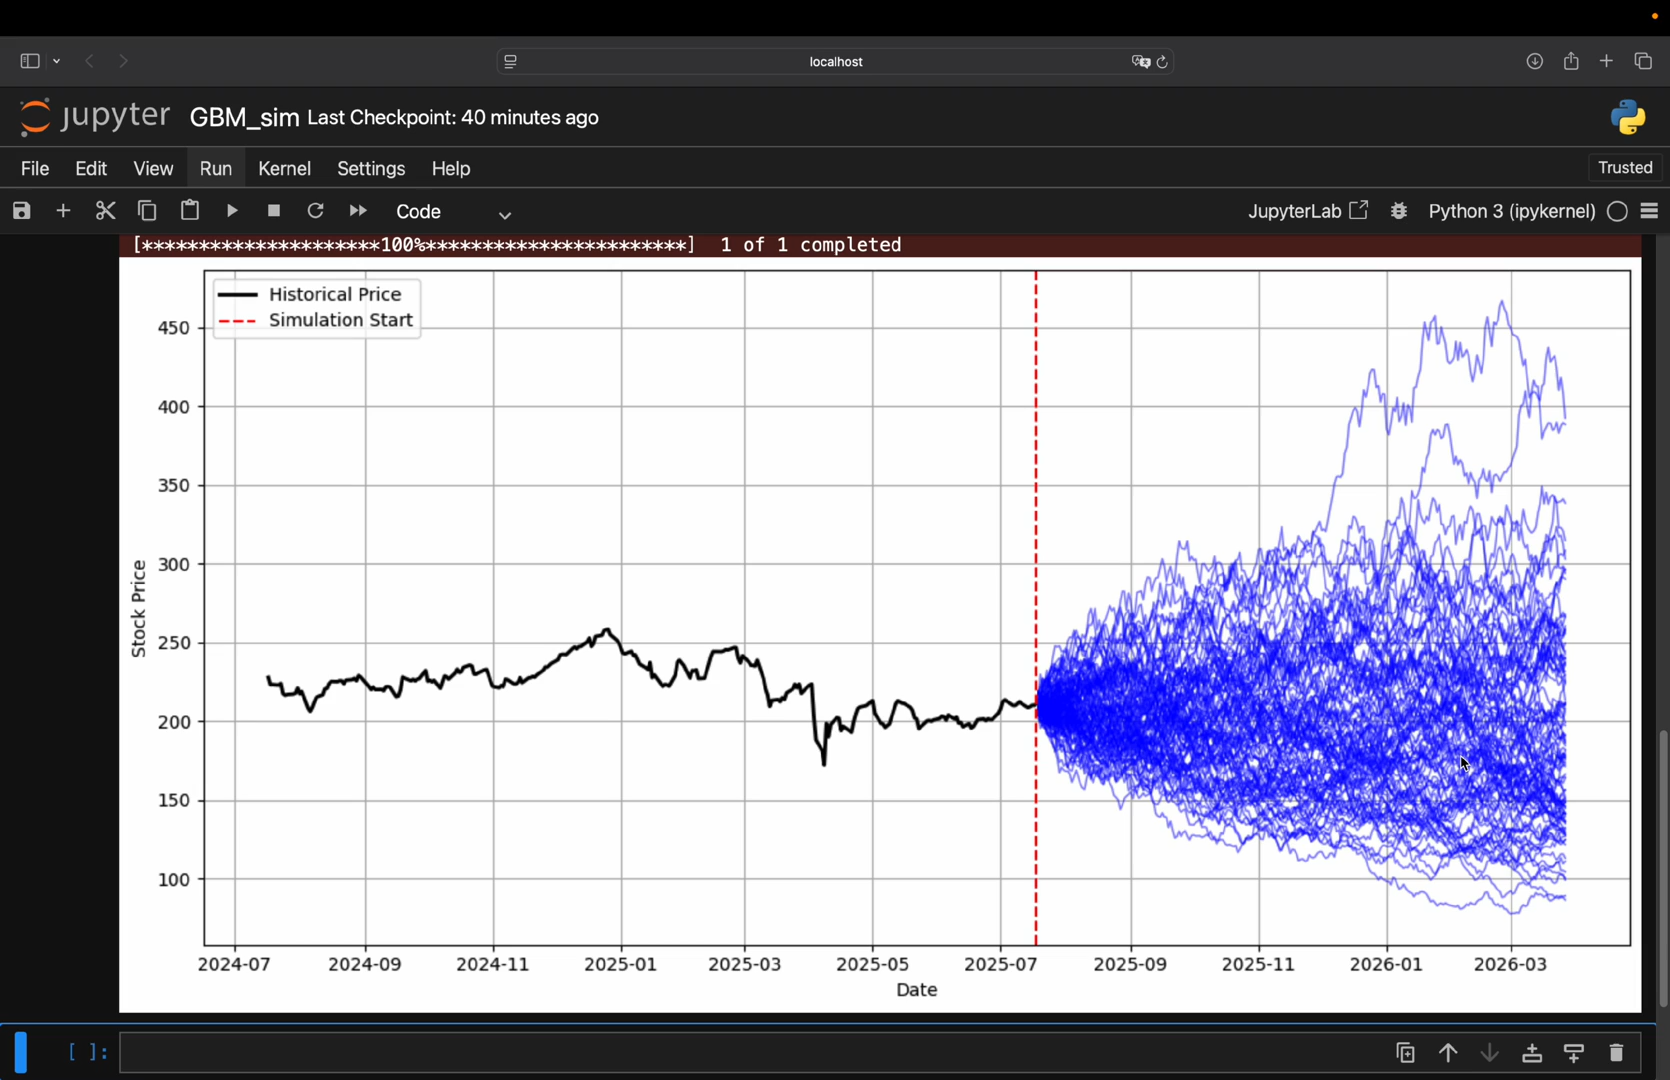 localhost
jupyter GBM_sim Last Checkpoint: 40 minutes ago
File Edit View Run Kernel Settings Help Trusted
Code JupyterLab Python 3 (ipykernel)
[*********************100%***********************] 1 of 1 completed
Historical Price
Simulation Start
450
400
350
300
250
200
150
100
Stock Price
2024-07 2024-09 2024-11 2025-01 2025-03 2025-05 2025-07 2025-09 2025-11 2026-01 2026-03
Date
[ ]: